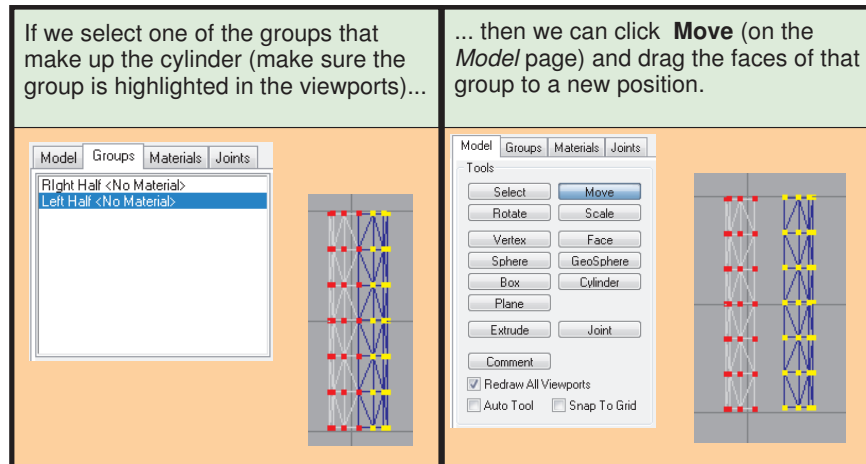 If we select one of the groups that
make up the cylinder (make sure the
group is highlighted in the viewports)...
... then we can click Move (on the
Model page) and drag the faces of that
group to a new position.
Model Groups Materials Joints
RIght Half <No Material>
Left Half <No Material>
Model Groups Materials Joints
Tools
Select Move
Rotate Scale
Vertex Face
Sphere GeoSphere
Box Cylinder
Plane
Extrude Joint
Comment
Redraw All Viewports
Auto Tool Snap To Grid